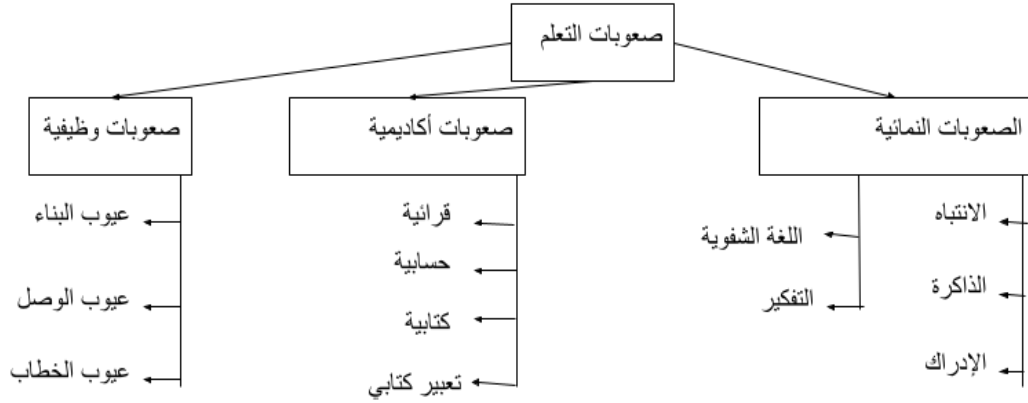 صعوبات التعلم
الصعوبات النمائية
صعوبات أكاديمية
صعوبات وظيفية
الانتباه
الذاكرة
الإدراك
اللغة الشفوية
التفكير
قرائية
حسابية
كتابية
تعبير كتابي
عيوب البناء
عيوب الوصل
عيوب الخطاب